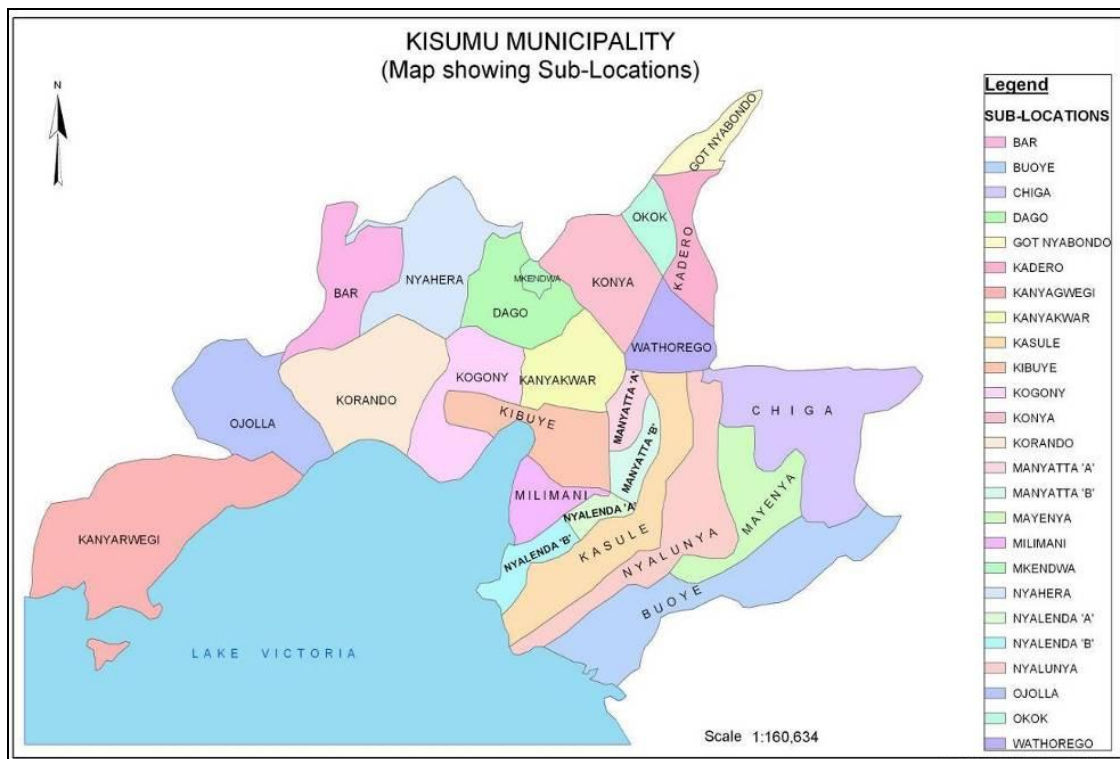 KISUMU MUNICIPALITY
(Map showing Sub-Locations)
N
GOT NYABONDO
OKOK
KADERO
NYAHERA
MKENDWA
KONYA
BAR
DAGO
WATHOREGO
KOGONY
KANYAKWAR
MANYATTA 'A'
KORANDO
KIBUYE
CHIGA
OJOLLA
MANYATTA 'B'
MILIMANI
NYALENDA 'A'
MAYENYA
KANYARWEGI
NYALENDA 'B'
KASULE
NYALUNYA
BUOYE
LAKE VICTORIA
Scale 1:160,634
Legend
SUB-LOCATIONS
BAR
BUOYE
CHIGA
DAGO
GOT NYABONDO
KADERO
KANYAGWEGI
KANYAKWAR
KASULE
KIBUYE
KOGONY
KONYA
KORANDO
MANYATTA 'A'
MANYATTA 'B'
MAYENYA
MILIMANI
MKENDWA
NYAHERA
NYALENDA 'A'
NYALENDA 'B'
NYALUNYA
OJOLLA
OKOK
WATHOREGO